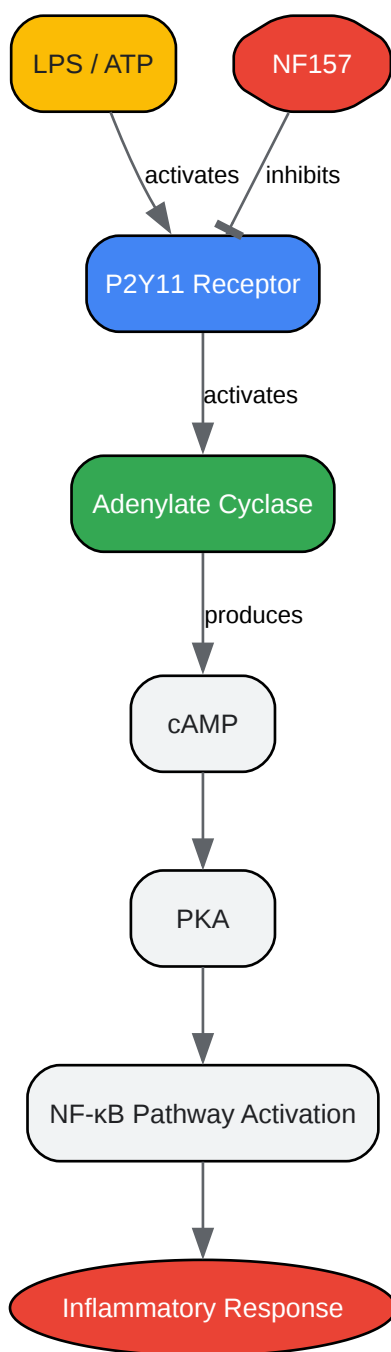 LPS / ATP
NF157
activates
inhibits
P2Y11 Receptor
activates
Adenylate Cyclase
produces
cAMP
PKA
NF-κB Pathway Activation
Inflammatory Response